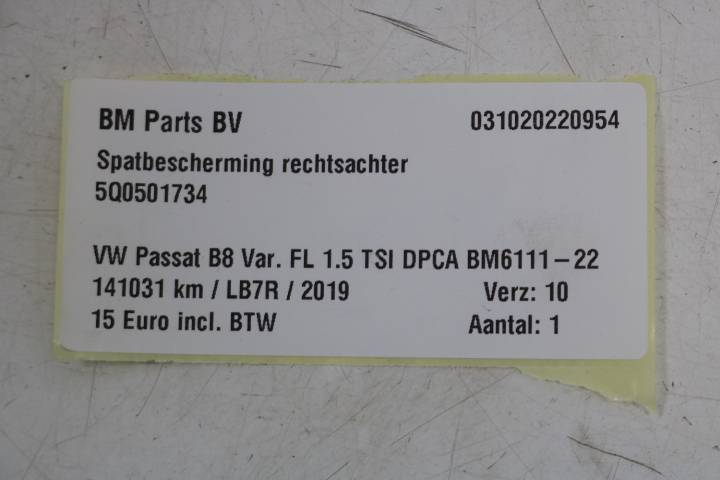 BM Parts BV 031020220954
Spatbescherming rechtsachter
5Q0501734
VW Passat B8 Var. FL 1.5 TSI DPCA BM6111-22
141031 km / LB7R / 2019 Verz: 10
15 Euro incl. BTW Aantal: 1